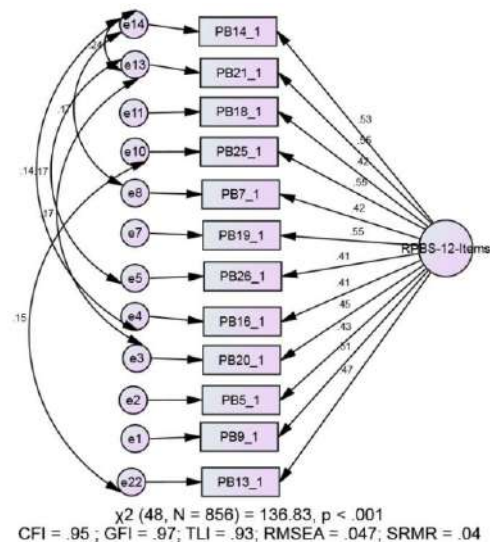 e14
PB14_1
.24
e13
PB21_1
.53
e11
PB18_1
.55
.17
.42
e10
PB25_1
.55
.14
.17
e8
PB7_1
.42
.17
e7
PB19_1
.55
RPBS-12-Items
e5
PB26_1
.41
e4
PB16_1
.41
.15
e3
PB20_1
.45
.43
e2
PB5_1
.51
e1
PB9_1
.47
e22
PB13_1
χ2 (48, N = 856) = 136.83, p < .001
CFI = .95 ; GFI = .97; TLI = .93; RMSEA = .047; SRMR = .04